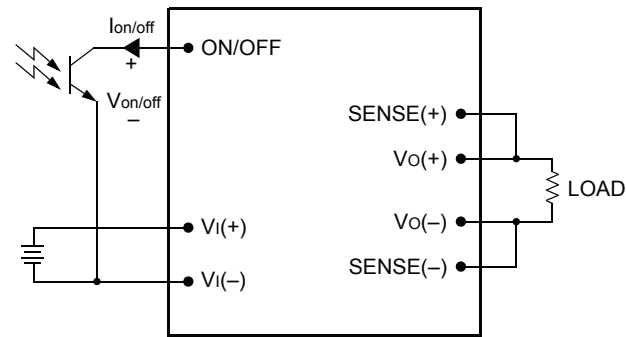 Ion/off
+
ON/OFF
Von/off
–
SENSE(+)
VO(+)
LOAD
VI(+)
VO(–)
SENSE(–)
VI(–)